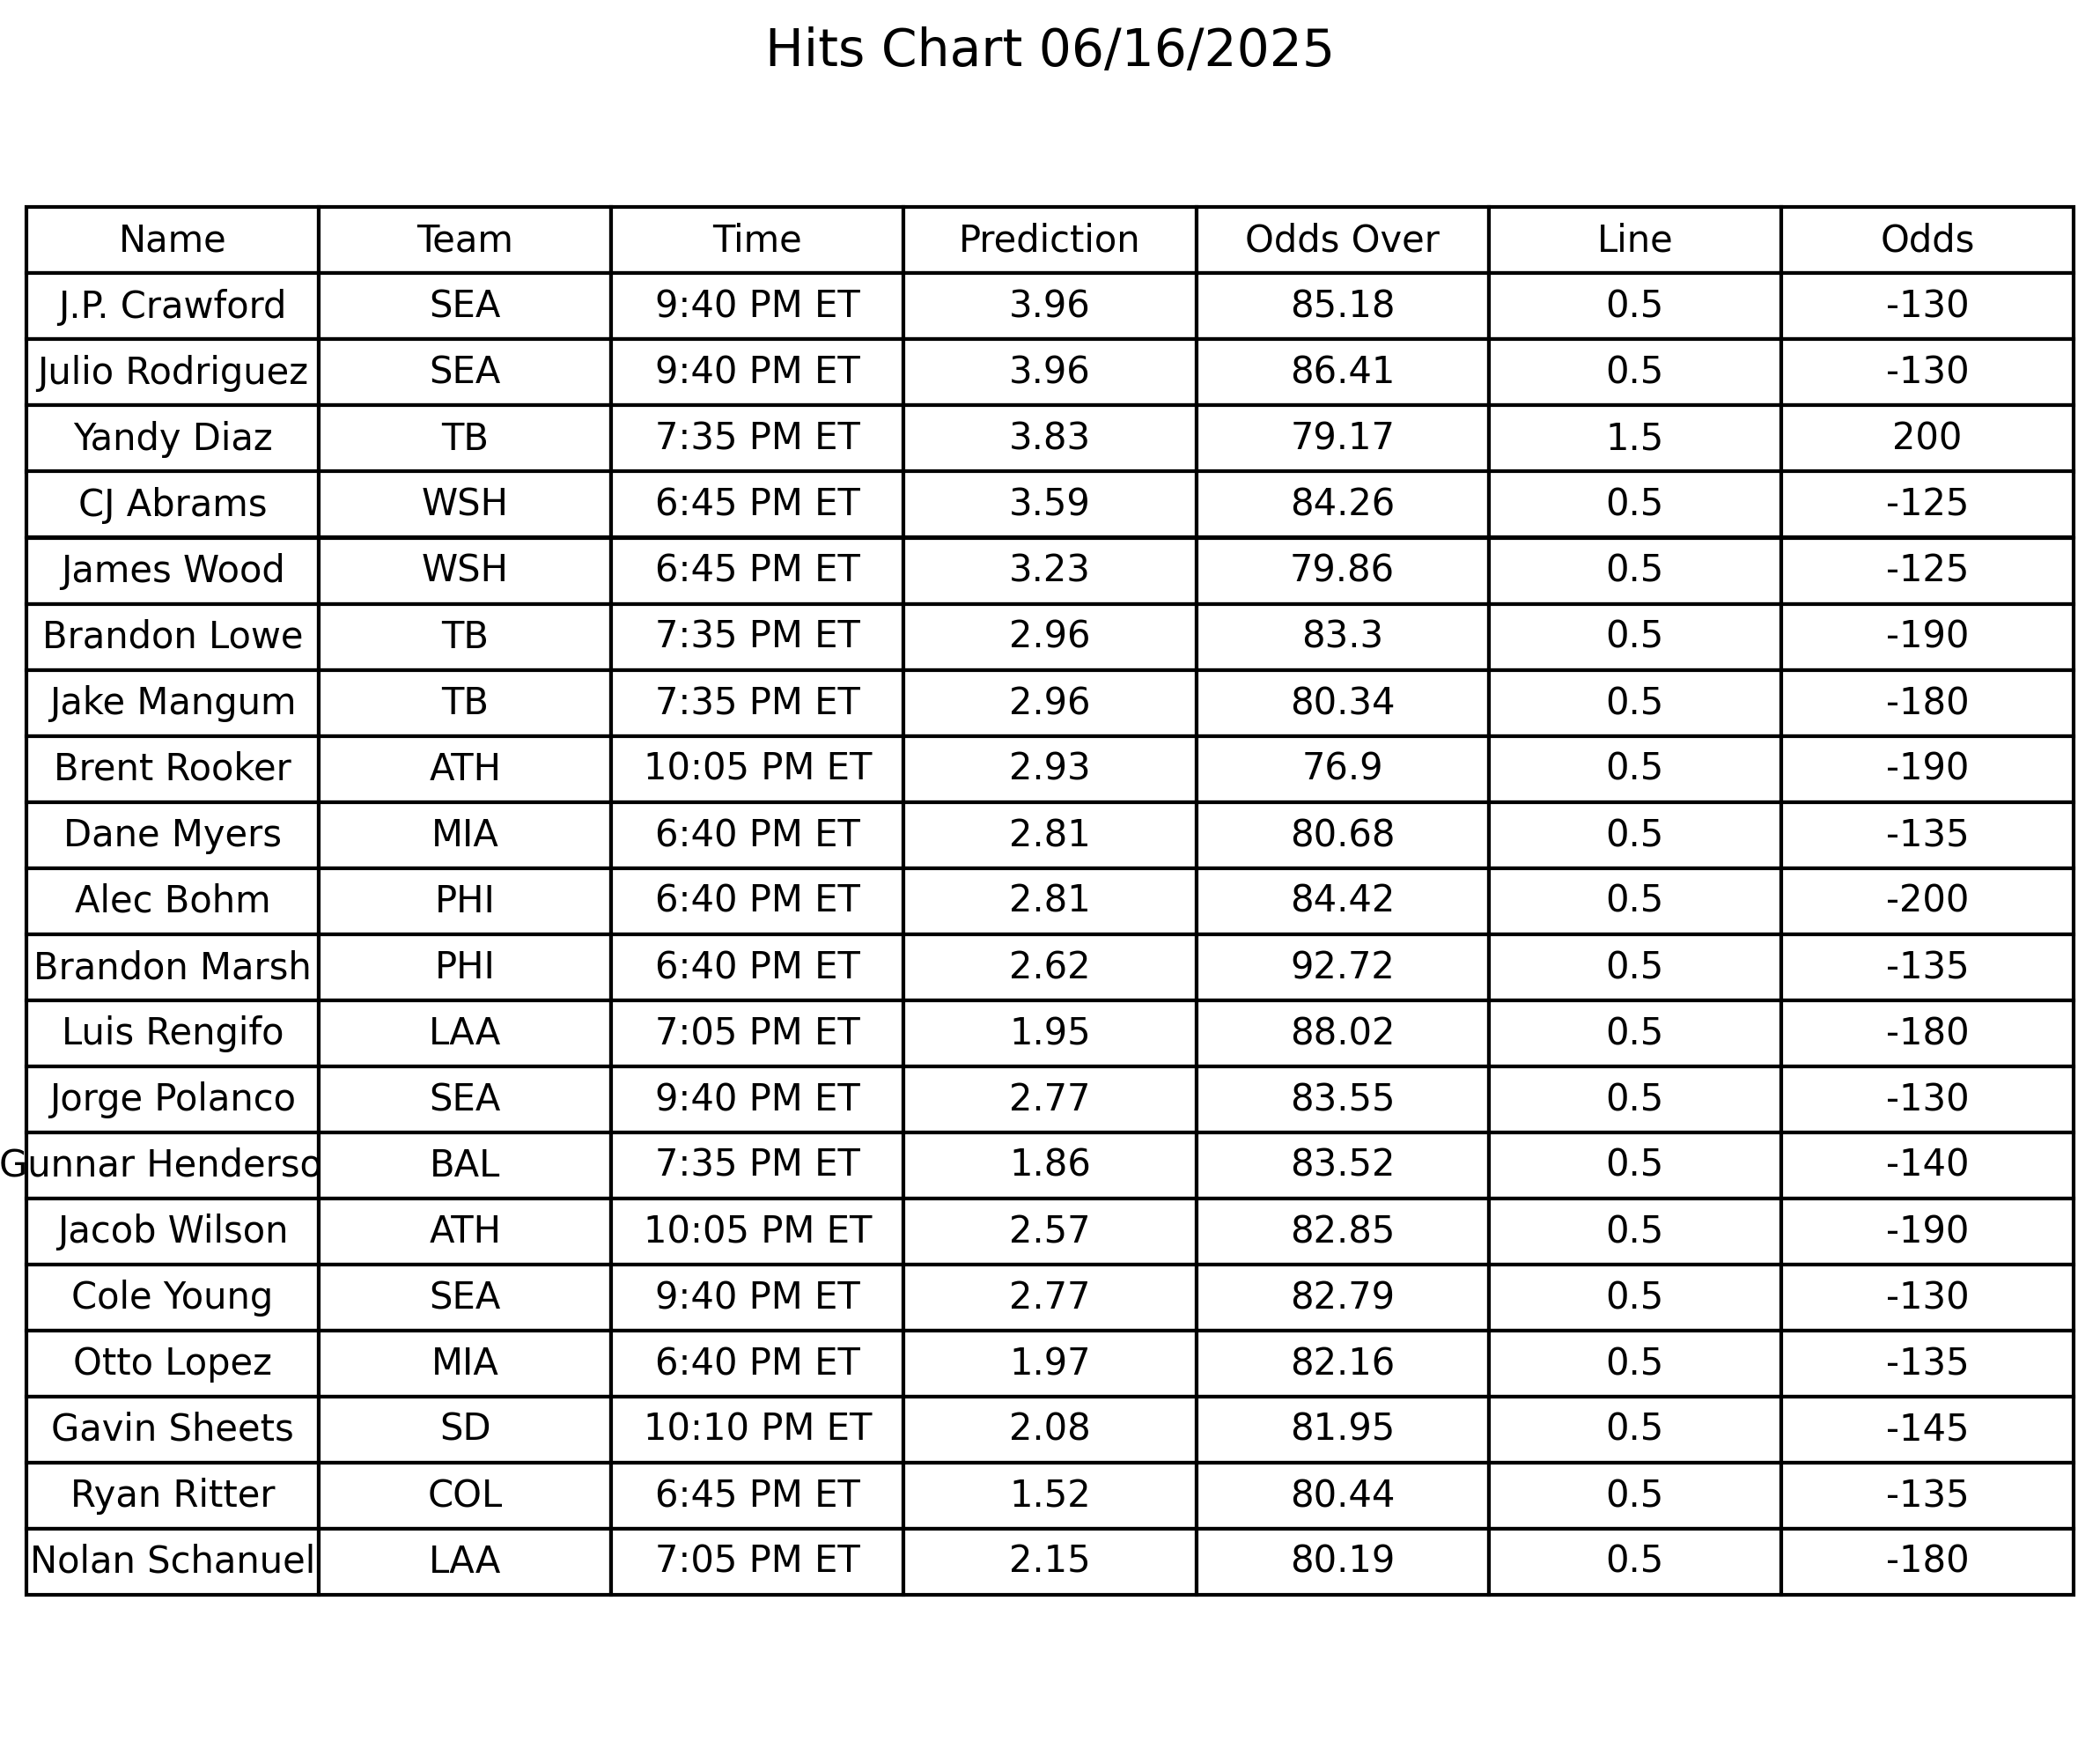 Hits Chart 06/16/2025
Name Team Time Prediction Odds Over Line Odds
J.P. Crawford SEA 9:40 PM ET 3.96 85.18 0.5 -130
Julio Rodriguez SEA 9:40 PM ET 3.96 86.41 0.5 -130
Yandy Diaz TB 7:35 PM ET 3.83 79.17 1.5 200
CJ Abrams WSH 6:45 PM ET 3.59 84.26 0.5 -125
James Wood WSH 6:45 PM ET 3.23 79.86 0.5 -125
Brandon Lowe TB 7:35 PM ET 2.96 83.3 0.5 -190
Jake Mangum TB 7:35 PM ET 2.96 80.34 0.5 -180
Brent Rooker ATH 10:05 PM ET 2.93 76.9 0.5 -190
Dane Myers MIA 6:40 PM ET 2.81 80.68 0.5 -135
Alec Bohm PHI 6:40 PM ET 2.81 84.42 0.5 -200
Brandon Marsh PHI 6:40 PM ET 2.62 92.72 0.5 -135
Luis Rengifo LAA 7:05 PM ET 1.95 88.02 0.5 -180
Jorge Polanco SEA 9:40 PM ET 2.77 83.55 0.5 -130
Gunnar Henderso BAL 7:35 PM ET 1.86 83.52 0.5 -140
Jacob Wilson ATH 10:05 PM ET 2.57 82.85 0.5 -190
Cole Young SEA 9:40 PM ET 2.77 82.79 0.5 -130
Otto Lopez MIA 6:40 PM ET 1.97 82.16 0.5 -135
Gavin Sheets SD 10:10 PM ET 2.08 81.95 0.5 -145
Ryan Ritter COL 6:45 PM ET 1.52 80.44 0.5 -135
Nolan Schanuel LAA 7:05 PM ET 2.15 80.19 0.5 -180